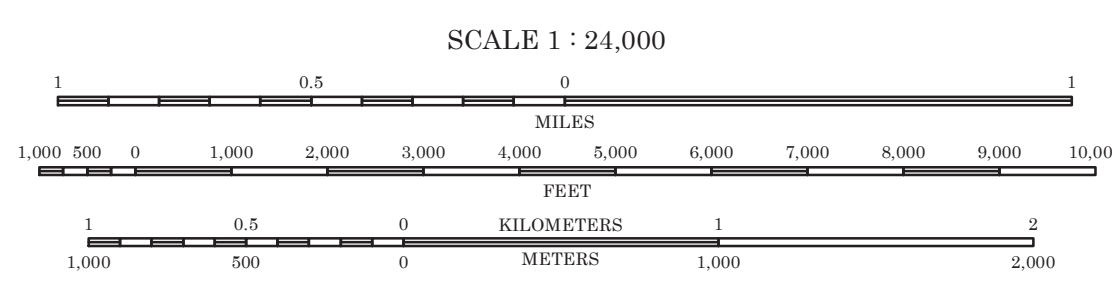 SCALE 1 : 24,000
1 0.5 0 1
MILES
1,000 500 0 1,000 2,000 3,000 4,000 5,000 6,000 7,000 8,000 9,000 10,00
FEET
1 0.5 0 KILOMETERS 1 2
1,000 500 0 METERS 1,000 2,000